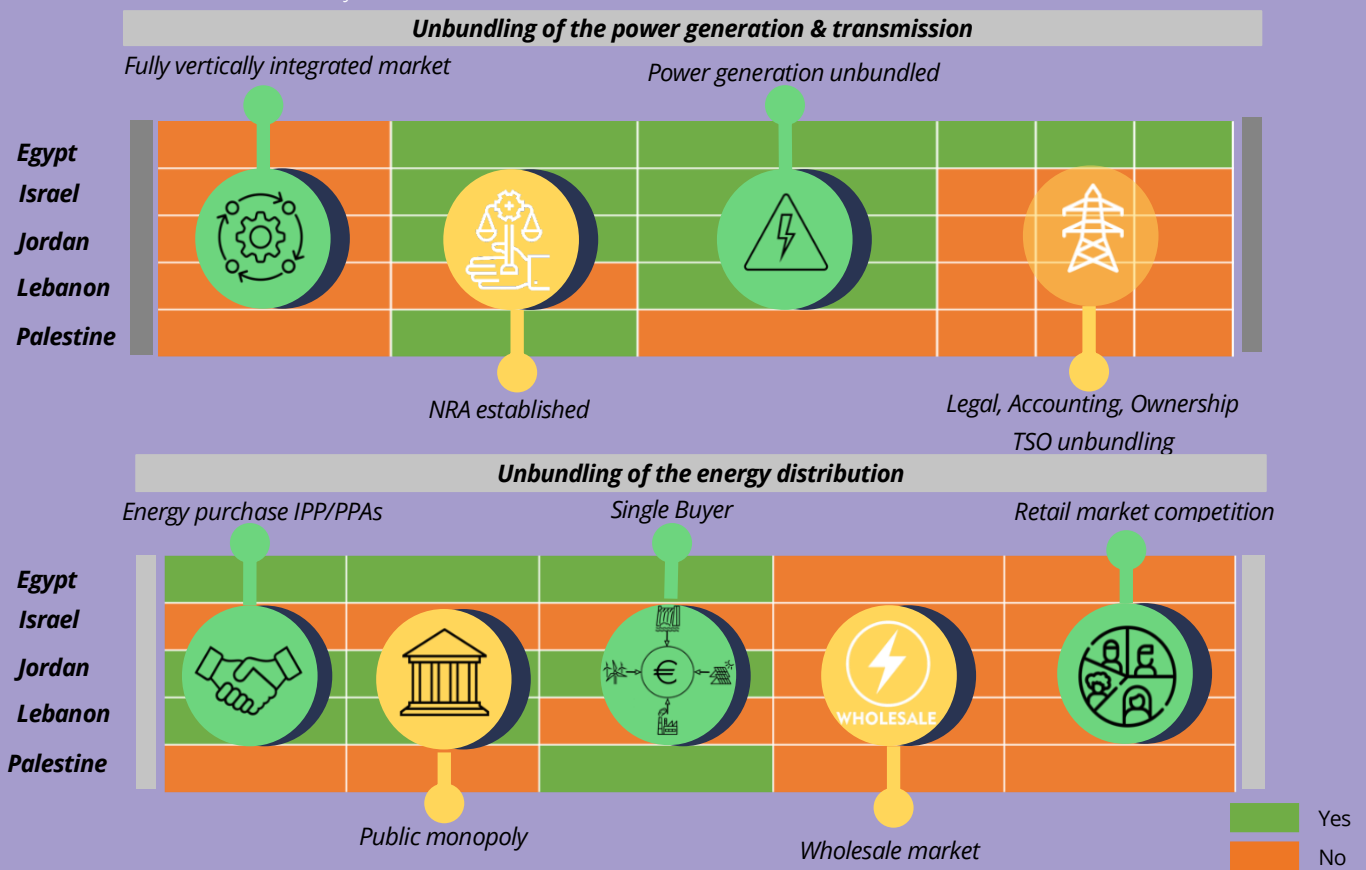 Unbundling of the power generation & transmission
Fully vertically integrated market
Power generation unbundled
Egypt
Israel
Jordan
Lebanon
Palestine
NRA established
Legal, Accounting, Ownership
TSO unbundling
Unbundling of the energy distribution
Energy purchase IPP/PPAs
Single Buyer
Retail market competition
Egypt
Israel
Jordan
Lebanon
Palestine
€
WHOLESALE
Public monopoly
Wholesale market
Yes
No